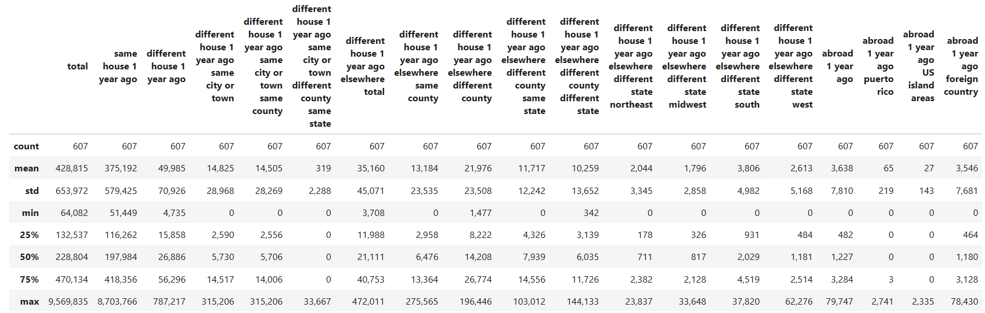 total	same house 1 year ago	different house 1 year ago	different house 1 year ago same city or town	different house 1 year ago same city or town same county	different house 1 year ago same city or town different county same state	different house 1 year ago elsewhere total	different house 1 year ago elsewhere same county	different house 1 year ago elsewhere different county	different house 1 year ago elsewhere different county same state	different house 1 year ago elsewhere different county different state	different house 1 year ago elsewhere different state northeast	different house 1 year ago elsewhere different state midwest	different house 1 year ago elsewhere different state south	different house 1 year ago elsewhere different state west	abroad 1 year ago	abroad 1 year ago puerto rico	abroad 1 year ago US island areas	abroad 1 year ago foreign country
count	607	607	607	607	607	607	607	607	607	607	607	607	607	607	607	607	607	607	607
mean	428,815	375,192	49,985	14,825	14,505	319	35,160	13,184	21,976	11,717	10,259	2,044	1,796	3,806	2,613	3,638	65	27	3,546
std	653,972	579,425	70,926	28,968	28,269	2,288	45,071	23,535	23,508	12,242	13,652	3,345	2,858	4,982	5,168	7,810	219	143	7,681
min	64,082	51,449	4,735	0	0	0	3,708	0	1,477	0	342	0	0	0	0	0	0	0	0
25%	132,537	116,262	15,858	2,590	2,556	0	11,988	2,958	8,222	4,326	3,139	178	326	931	484	482	0	0	464
50%	228,804	197,984	26,886	5,730	5,706	0	21,111	6,476	14,208	7,939	6,035	711	817	2,029	1,181	1,227	0	0	1,180
75%	470,134	418,356	56,296	14,517	14,006	0	40,753	13,364	26,774	14,556	11,726	2,382	2,128	4,519	2,514	3,284	3	0	3,128
max	9,569,835	8,703,766	787,217	315,206	315,206	33,667	472,011	275,565	196,446	103,012	144,133	23,837	33,648	37,820	62,276	79,747	2,741	2,335	78,430